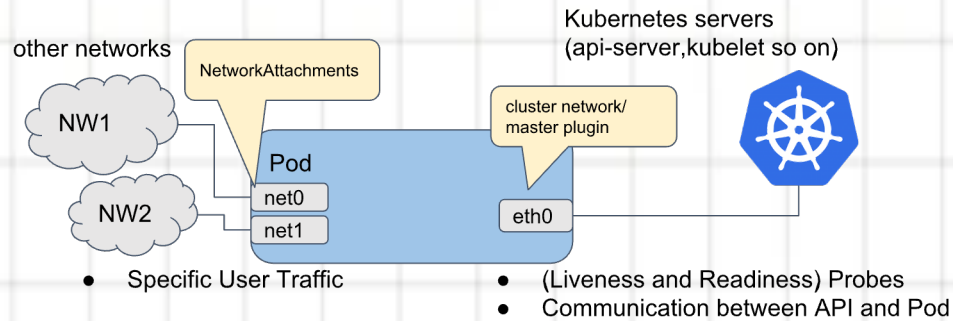 Kubernetes servers
(api-server,kubelet so on)
other networks
NetworkAttachments
cluster network/
master plugin
NW1
Pod
net0
NW2
eth0
net1
● Specific User Traffic
● (Liveness and Readiness) Probes
● Communication between API and Pod